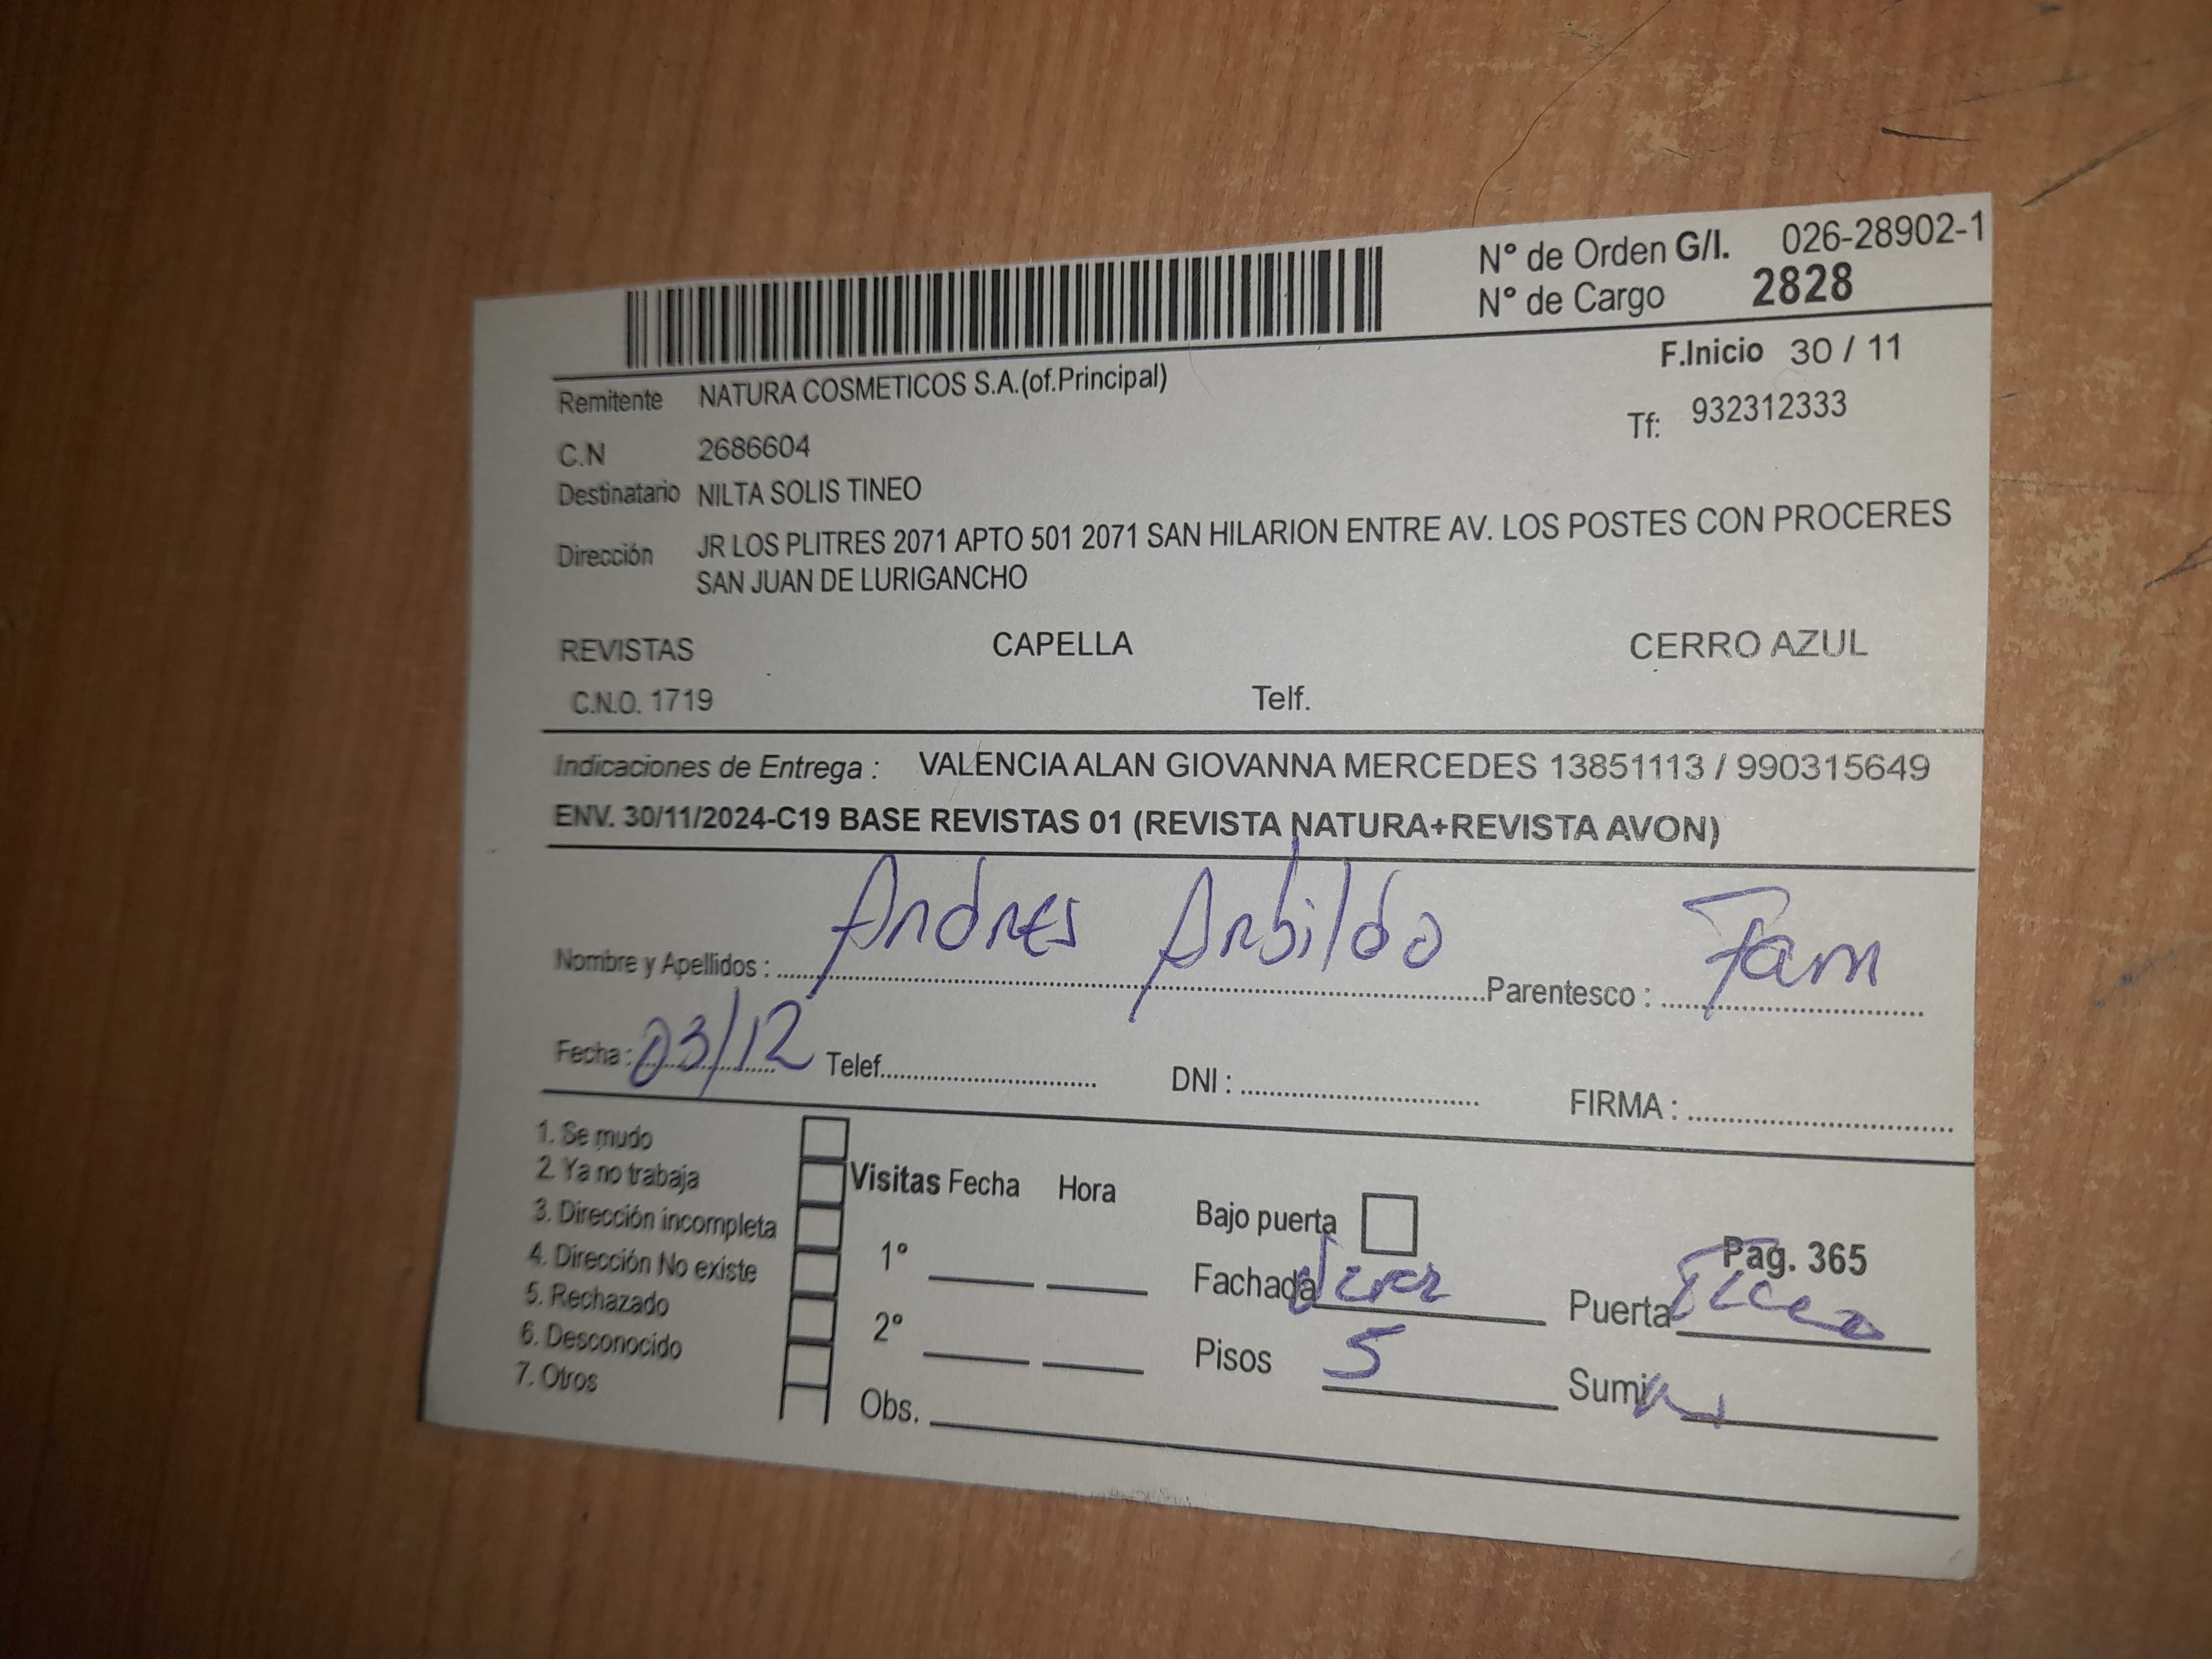 N° de Orden G/I. 026-28902-1
N° de Cargo 2828
F.Inicio 30 / 11
Remitente NATURA COSMETICOS S.A.(of.Principal)
Tf: 932312333
C.N 2686604
Destinatario NILTA SOLIS TINEO
Dirección JR LOS PLITRES 2071 APTO 501 2071 SAN HILARION ENTRE AV. LOS POSTES CON PROCERES
SAN JUAN DE LURIGANCHO
REVISTAS CAPELLA CERRO AZUL
C.N.O. 1719 Telf.
Indicaciones de Entrega : VALENCIA ALAN GIOVANNA MERCEDES 13851113 / 990315649
ENV. 30/11/2024-C19 BASE REVISTAS 01 (REVISTA NATURA+REVISTA AVON)
Nombre y Apellidos : Andres Arbildo Parentesco : Fam
Fecha : 03/12 Telef. DNI : FIRMA :
1. Se mudo
2. Ya no trabaja
3. Dirección incompleta
4. Dirección No existe
5. Rechazado
6. Desconocido
7. Otros
Visitas Fecha Hora
1°
2°
Obs.
Bajo puerta
Fachada
Pisos 5
Pag. 365
Puerta
Sumi